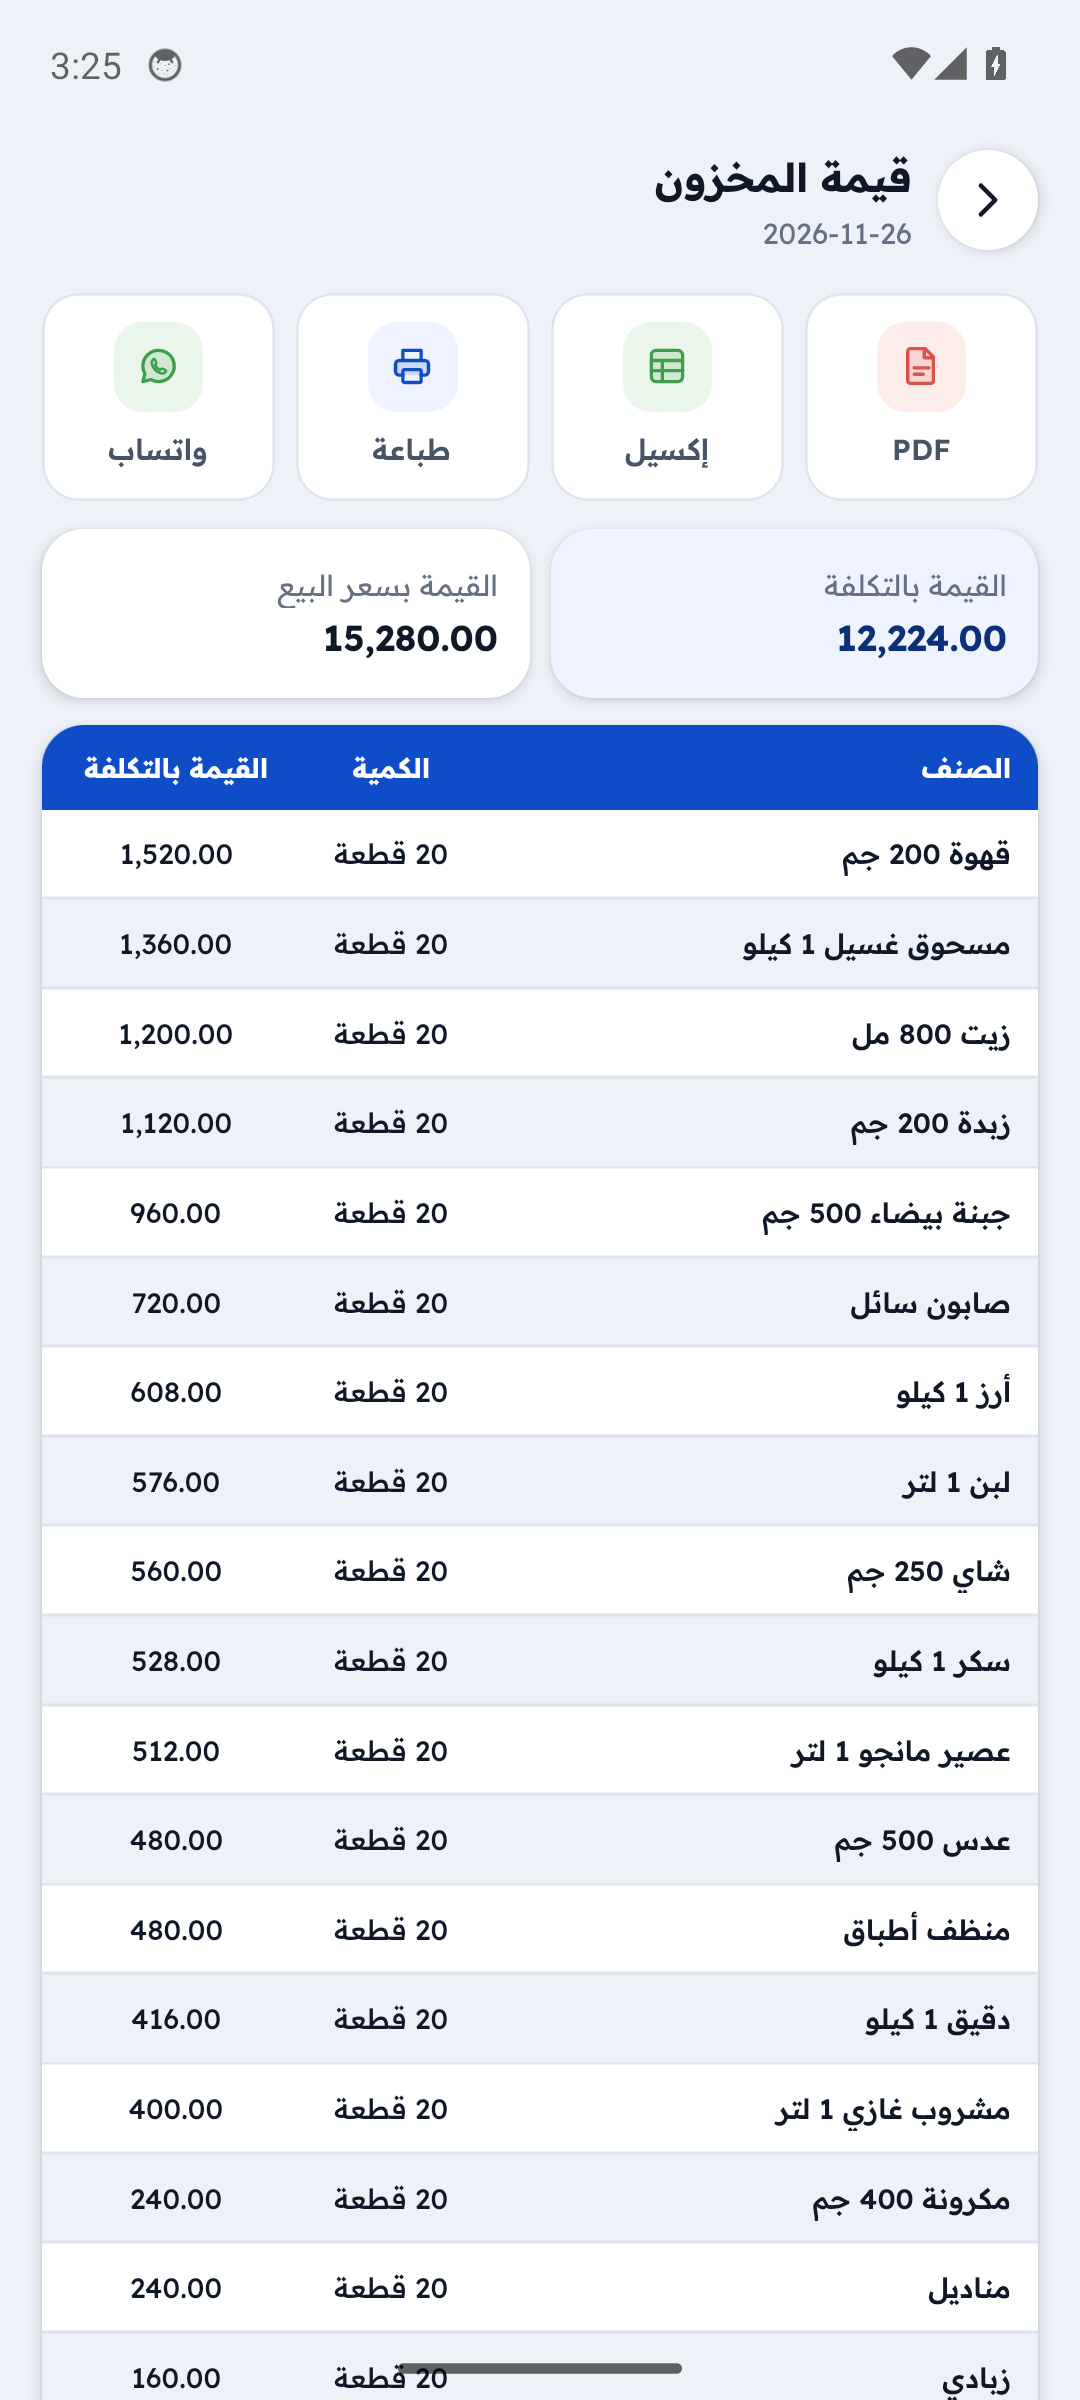 3:25
قيمة المخزون
2026-11-26
PDF
إكسيل
طباعة
واتساب
القيمة بالتكلفة
12,224.00
القيمة بسعر البيع
15,280.00
الصنف الكمية القيمة بالتكلفة
قهوة 200 جم 20 قطعة 1,520.00
مسحوق غسيل 1 كيلو 20 قطعة 1,360.00
زيت 800 مل 20 قطعة 1,200.00
زبدة 200 جم 20 قطعة 1,120.00
جبنة بيضاء 500 جم 20 قطعة 960.00
صابون سائل 20 قطعة 720.00
أرز 1 كيلو 20 قطعة 608.00
لبن 1 لتر 20 قطعة 576.00
شاي 250 جم 20 قطعة 560.00
سكر 1 كيلو 20 قطعة 528.00
عصير مانجو 1 لتر 20 قطعة 512.00
عدس 500 جم 20 قطعة 480.00
منظف أطباق 20 قطعة 480.00
دقيق 1 كيلو 20 قطعة 416.00
مشروب غازي 1 لتر 20 قطعة 400.00
مكرونة 400 جم 20 قطعة 240.00
مناديل 20 قطعة 240.00
زبادي 20 قطعة 160.00